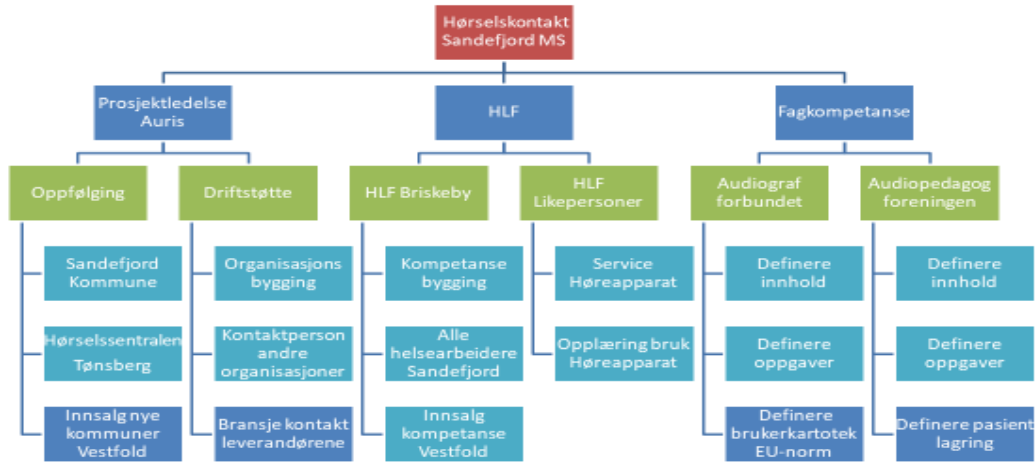 Hørselskontakt
Sandefjord MS
Prosjektledelse
Auris
HLF
Fagkompetanse
Oppfølging
Driftstøtte
HLF Briskeby
HLF
Likepersoner
Audiograf
forbundet
Audiopedagog
foreningen
Sandefjord
Kommune
Organisasjons
bygging
Kompetanse
bygging
Service
Høreapparat
Definere
innhold
Definere
innhold
Hørselssentralen
Tønsberg
Kontaktperson
andre
organisasjoner
Alle
helsearbeidere
Sandefjord
Opplæring bruk
Høreapparat
Definere
oppgaver
Definere
oppgaver
Innsalg nye
kommuner
Vestfold
Bransje kontakt
leverandørene
Innsalg
kompetanse
Vestfold
Definere
brukerkartotek
EU-norm
Definere pasient
lagring